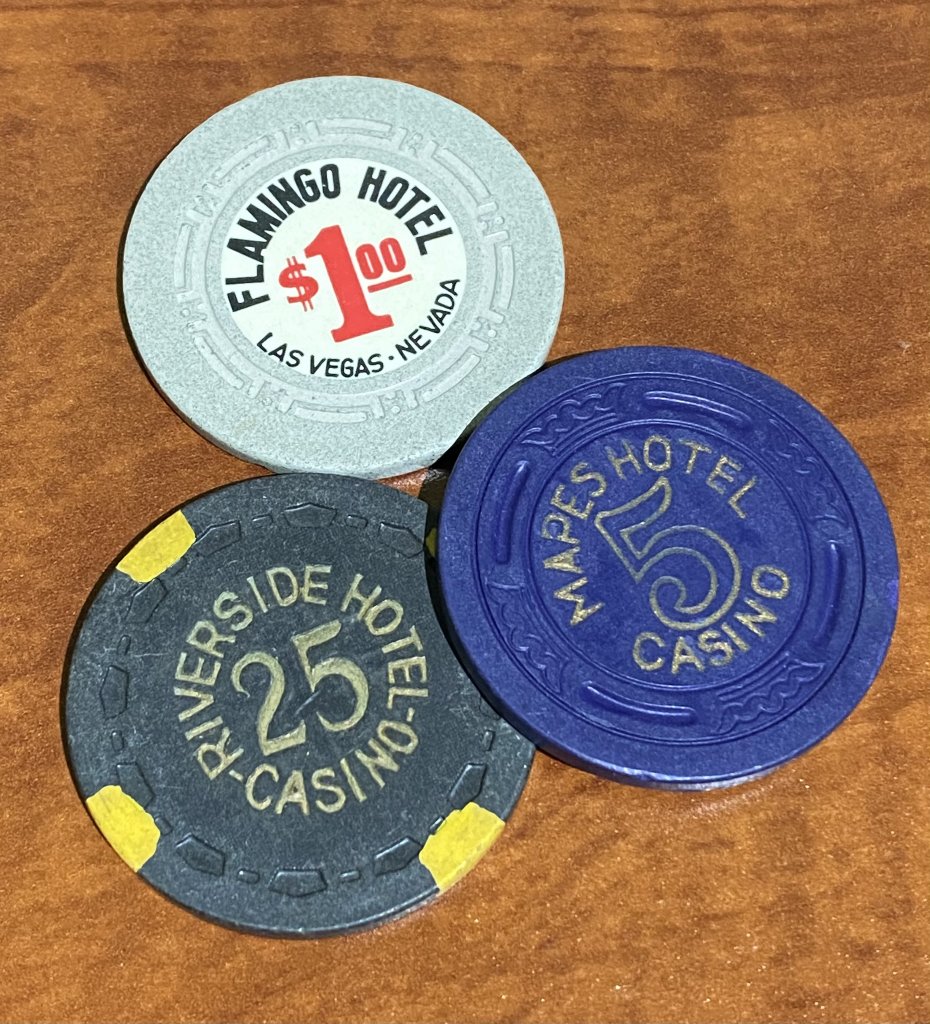 FLAMINGO HOTEL
$1.00
LAS VEGAS · NEVADA
MAPES HOTEL
5
CASINO
RIVERSIDE HOTEL
25
-CASINO-